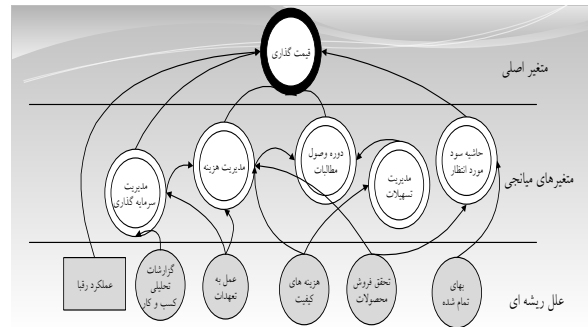 قیمت گذاری
متغیر اصلی
حاشیه سود
مورد انتظار
دوره وصول
مطالبات
مدیریت هزینه
مدیریت
تسهیلات
مدیریت
سرمایه گذاری
متغیرهای میانجی
بهای
تمام شده
تحقق فروش
محصولات
هزینه های
کیفیت
عمل به
تعهدات
گزارشات
تحلیلی
کسب و کار
عملکرد رقبا
علل ریشه ای